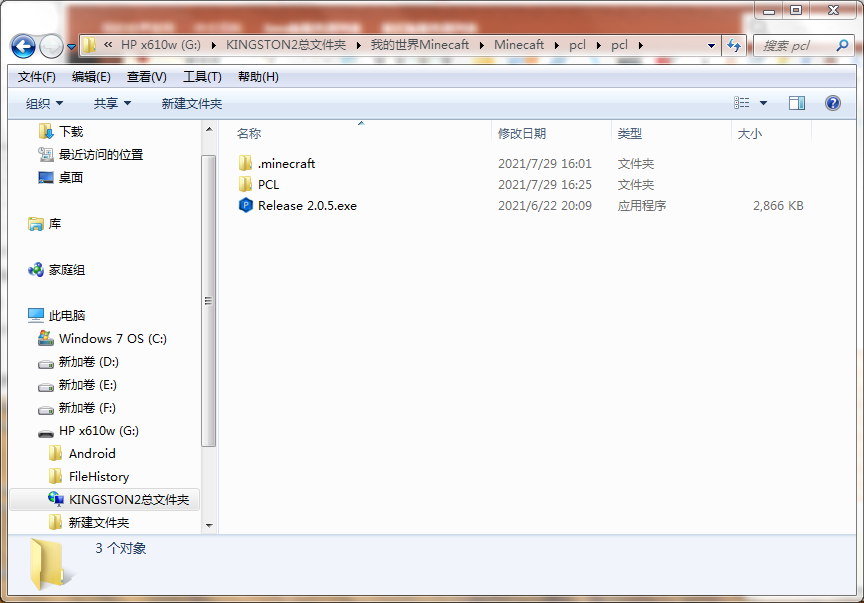 « HP x610w (G:) KINGSTON2总文件夹 我的世界Minecaft Minecaft pcl pcl 搜索 pcl
文件(F) 编辑(E) 查看(V) 工具(T) 帮助(H)
组织 共享 新建文件夹
下载
最近访问的位置
桌面
库
家庭组
此电脑
Windows 7 OS (C:)
新加卷 (D:)
新加卷 (E:)
新加卷 (F:)
HP x610w (G:)
Android
FileHistory
KINGSTON2总文件夹
新建文件夹
名称 修改日期 类型 大小
.minecraft 2021/7/29 16:01 文件夹
PCL 2021/7/29 16:25 文件夹
Release 2.0.5.exe 2021/6/22 20:09 应用程序 2,866 KB
3 个对象